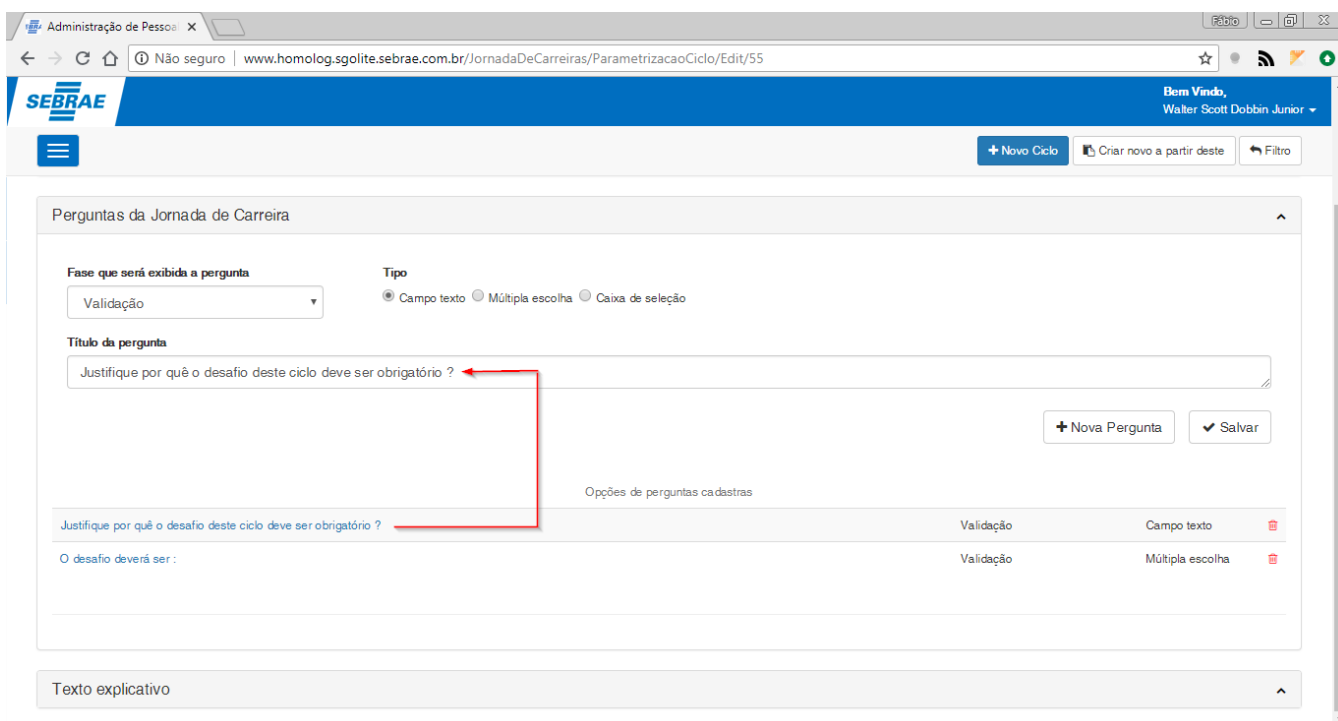 Administração de Pessoal
Fábio
Não seguro | www.homolog.sgolite.sebrae.com.br/JornadaDeCarreiras/ParametrizacaoCiclo/Edit/55
SEBRAE
Bem Vindo,
Walter Scott Dobbin Junior
+ Novo Ciclo
Criar novo a partir deste
Filtro
Perguntas da Jornada de Carreira
Fase que será exibida a pergunta
Tipo
Validação
Campo texto Múltipla escolha Caixa de seleção
Título da pergunta
Justifique por quê o desafio deste ciclo deve ser obrigatório ?
+ Nova Pergunta
Salvar
Opções de perguntas cadastras
Justifique por quê o desafio deste ciclo deve ser obrigatório ? Validação Campo texto
O desafio deverá ser : Validação Múltipla escolha
Texto explicativo